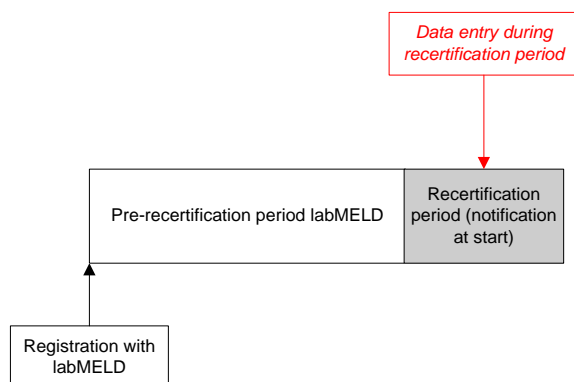 Data entry during
recertification period
Pre-recertification period labMELD
Recertification
period (notification
at start)
Registration with
labMELD